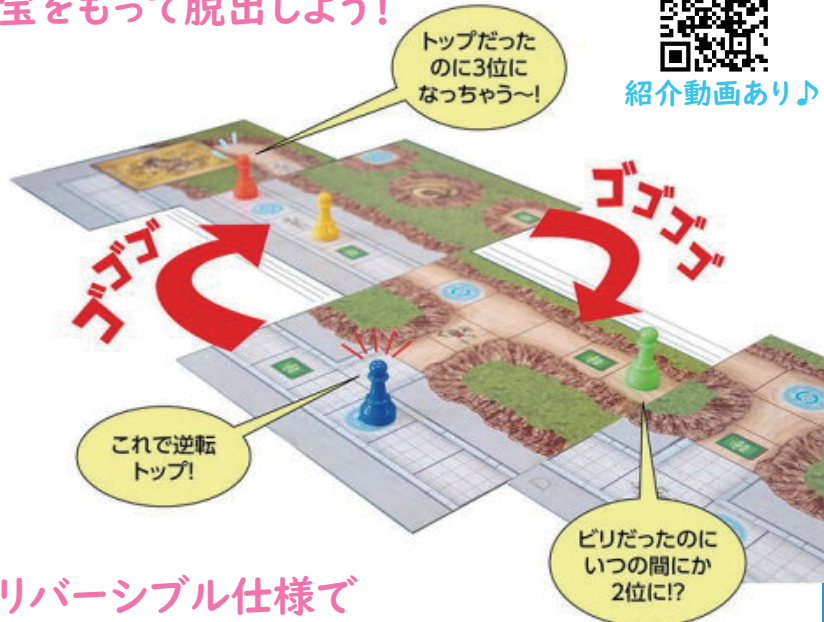 宝をもって脱出しよう!
トップだった
のに3位に
なっちゃう〜!
紹介動画あり♪
ゴゴゴ
ゴゴゴゴ
これで逆転
トップ!
ビリだったのに
いつの間にか
2位に!?
リバーシブル仕様で